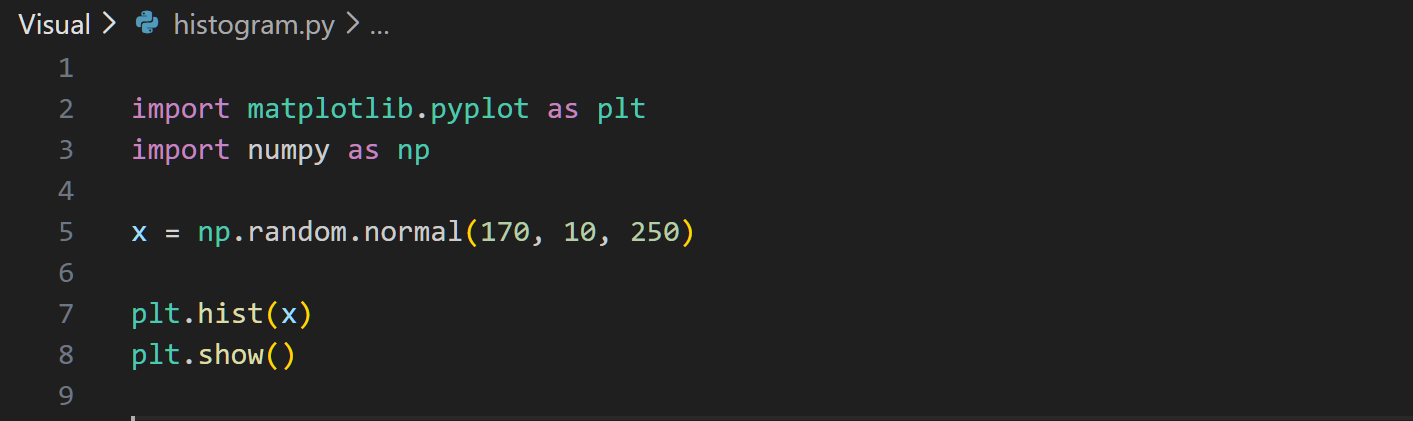 Visual > histogram.py > ...
1
2 import matplotlib.pyplot as plt
3 import numpy as np
4
5 x = np.random.normal(170, 10, 250)
6
7 plt.hist(x)
8 plt.show()
9